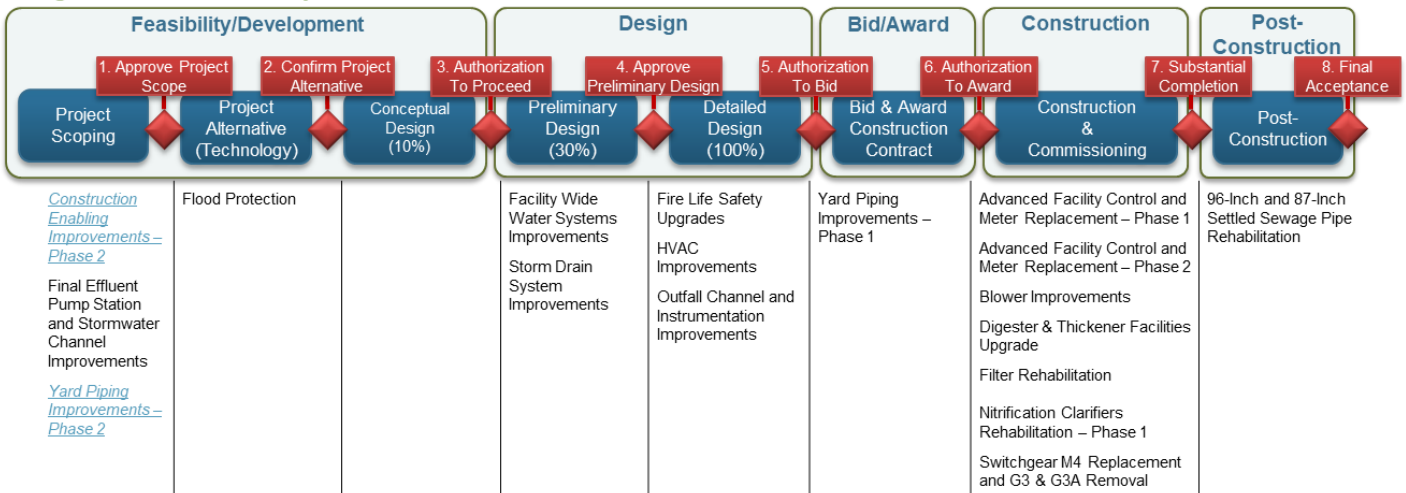 Feasibility/Development
Design
Bid/Award
Construction
Post-
Construction
1. Approve Project
Scope
2. Confirm Project
Alternative
3. Authorization
To Proceed
4. Approve
Preliminary Design
5. Authorization
To Bid
6. Authorization
To Award
7. Substantial
Completion
8. Final
Acceptance
Project
Scoping
Project
Alternative
(Technology)
Conceptual
Design
(10%)
Preliminary
Design
(30%)
Detailed
Design
(100%)
Bid & Award
Construction
Contract
Construction
&
Commissioning
Post-
Construction
Construction
Enabling
Improvements –
Phase 2
Final Effluent
Pump Station
and Stormwater
Channel
Improvements
Yard Piping
Improvements –
Phase 2
Flood Protection
Facility Wide
Water Systems
Improvements
Storm Drain
System
Improvements
Fire Life Safety
Upgrades
HVAC
Improvements
Outfall Channel and
Instrumentation
Improvements
Yard Piping
Improvements –
Phase 1
Advanced Facility Control and
Meter Replacement – Phase 1
Advanced Facility Control and
Meter Replacement – Phase 2
Blower Improvements
Digester & Thickener Facilities
Upgrade
Filter Rehabilitation
Nitrification Clarifiers
Rehabilitation – Phase 1
Switchgear M4 Replacement
and G3 & G3A Removal
96-Inch and 87-Inch
Settled Sewage Pipe
Rehabilitation